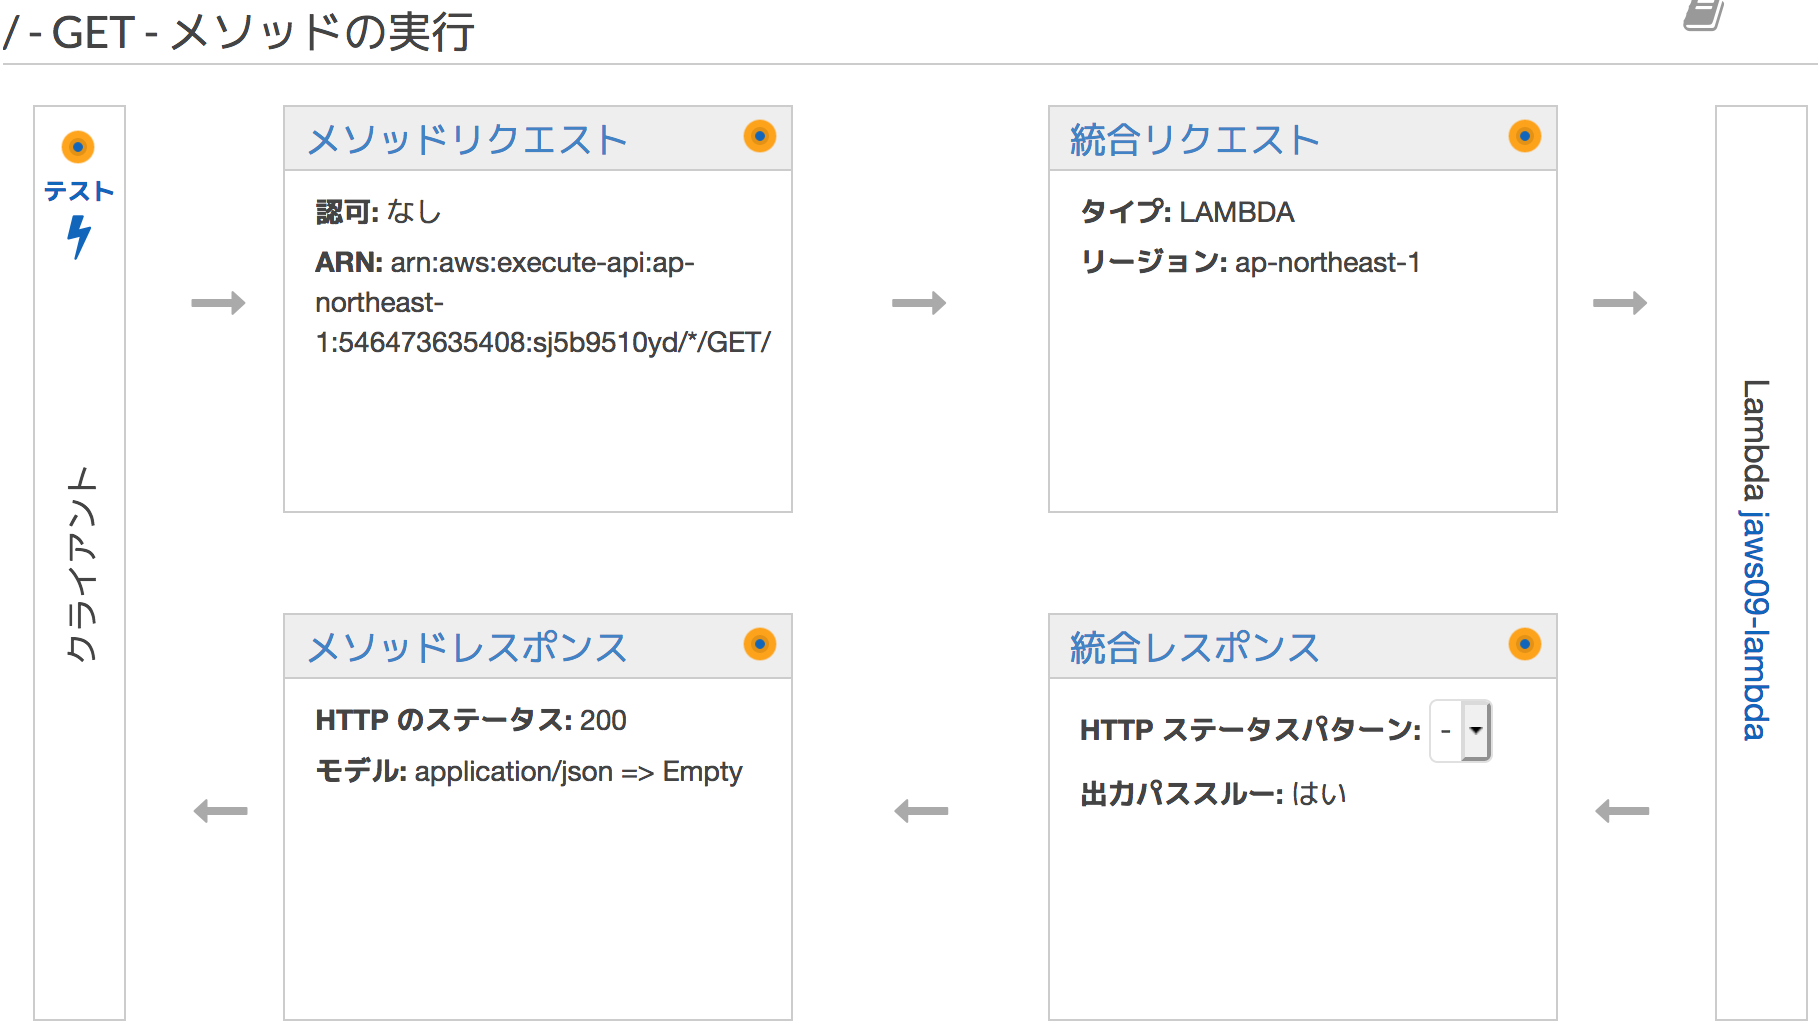 / - GET - メソッドの実行
テスト
クライアント
メソッドリクエスト
認可: なし
ARN: arn:aws:execute-api:ap-
northeast-
1:546473635408:sj5b9510yd/*/GET/
統合リクエスト
タイプ: LAMBDA
リージョン: ap-northeast-1
Lambda jaws09-lambda
メソッドレスポンス
HTTP のステータス: 200
モデル: application/json => Empty
統合レスポンス
HTTP ステータスパターン: -
出力パススルー: はい